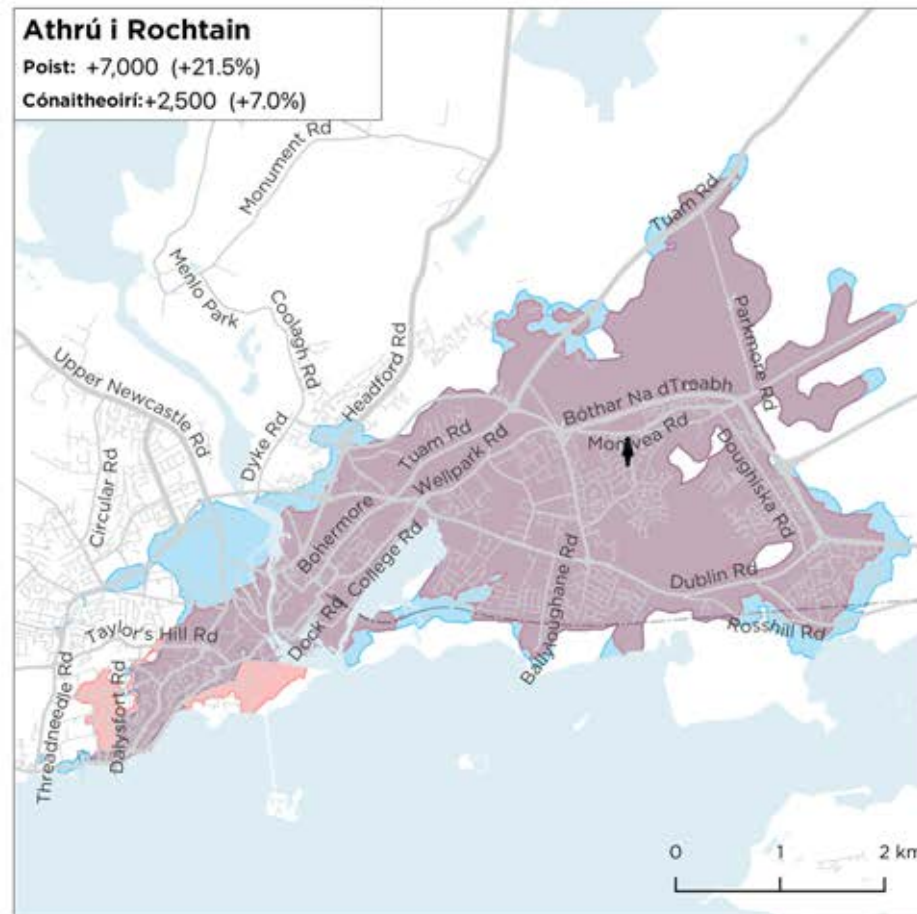 Athrú i Rochtain
Poist: +7,000 (+21.5%)
Cónaitheoirí:+2,500 (+7.0%)
Monument Rd
Tuam Rd
Menlo Park
Coolagh Rd
Headford Rd
Parkmore Rd
Upper Newcastle Rd
Dyke Rd
Circular Rd
Bóthar Na dTreabh
Tuam Rd
Wellpark Rd
Monivea Rd
Doughiska Rd
Bohermore
College Rd
Dock Rd
Ballyloughane Rd
Dublin Rd
Rosshill Rd
Taylor's Hill Rd
Threadneedle Rd
Dalysfort Rd
0 1 2 km